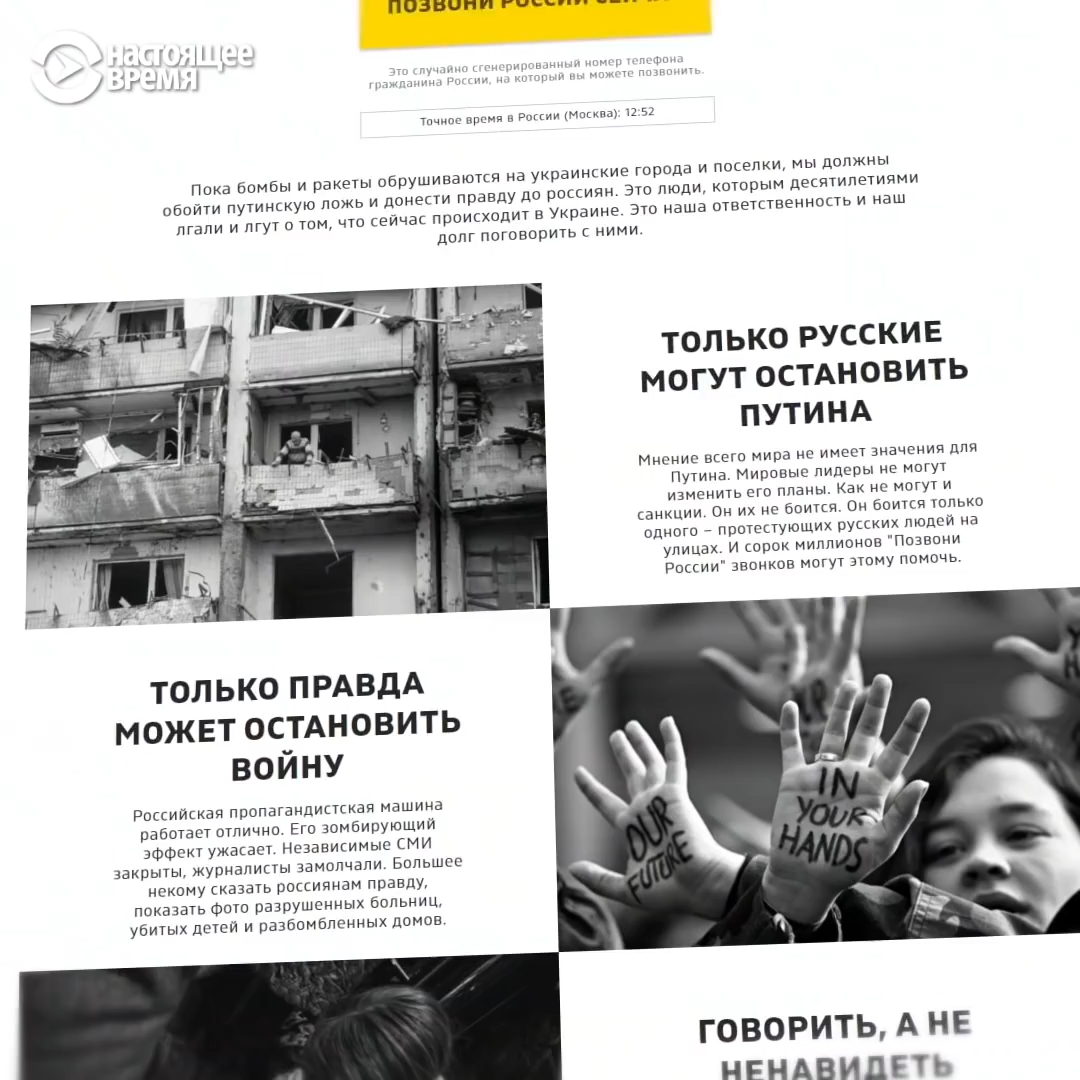 настоящее
время
ПОЗВОНИ РОССИИ
Это случайно сгенерированный номер телефона
гражданина России, на который вы можете позвонить.
Точное время в России (Москва): 12:52
Пока бомбы и ракеты обрушиваются на украинские города и поселки, мы должны
обойти путинскую ложь и донести правду до россиян. Это люди, которым десятилетиями
лгали и лгут о том, что сейчас происходит в Украине. Это наша ответственность и наш
долг поговорить с ними.
ТОЛЬКО РУССКИЕ
МОГУТ ОСТАНОВИТЬ
ПУТИНА
Мнение всего мира не имеет значения для
Путина. Мировые лидеры не могут
изменить его планы. Как не могут и
санкции. Он их не боится. Он боится только
одного – протестующих русских людей на
улицах. И сорок миллионов "Позвони
России" звонков могут этому помочь.
ТОЛЬКО ПРАВДА
МОЖЕТ ОСТАНОВИТЬ
ВОЙНУ
Российская пропагандистская машина
работает отлично. Его зомбирующий
эффект ужасает. Независимые СМИ
закрыты, журналисты замолчали. Большее
некому сказать россиянам правду,
показать фото разрушенных больниц,
убитых детей и разбомбленных домов.
OUR
FUTURE
IN
YOUR
HANDS
ГОВОРИТЬ, А НЕ
НЕНАВИДЕТЬ